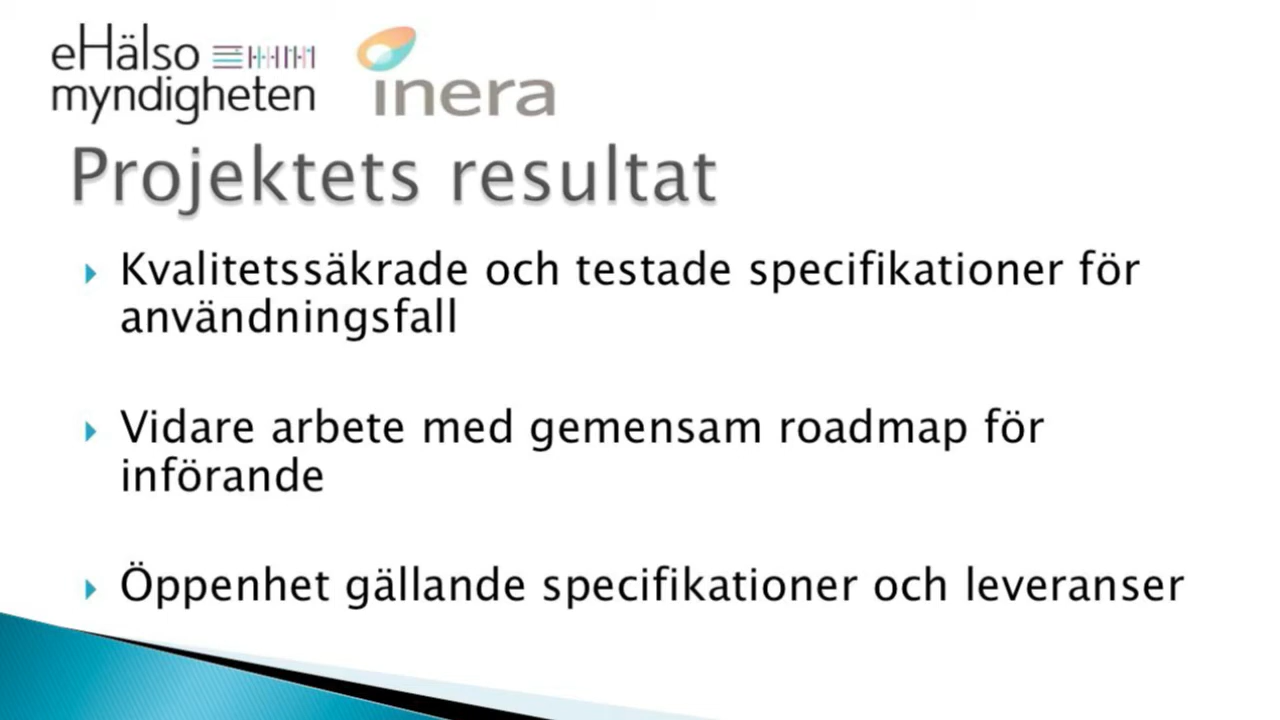 eHälso
myndigheten
inera
Projektets resultat
Kvalitetssäkrade och testade specifikationer för
användningsfall
Vidare arbete med gemensam roadmap för
införande
Öppenhet gällande specifikationer och leveranser